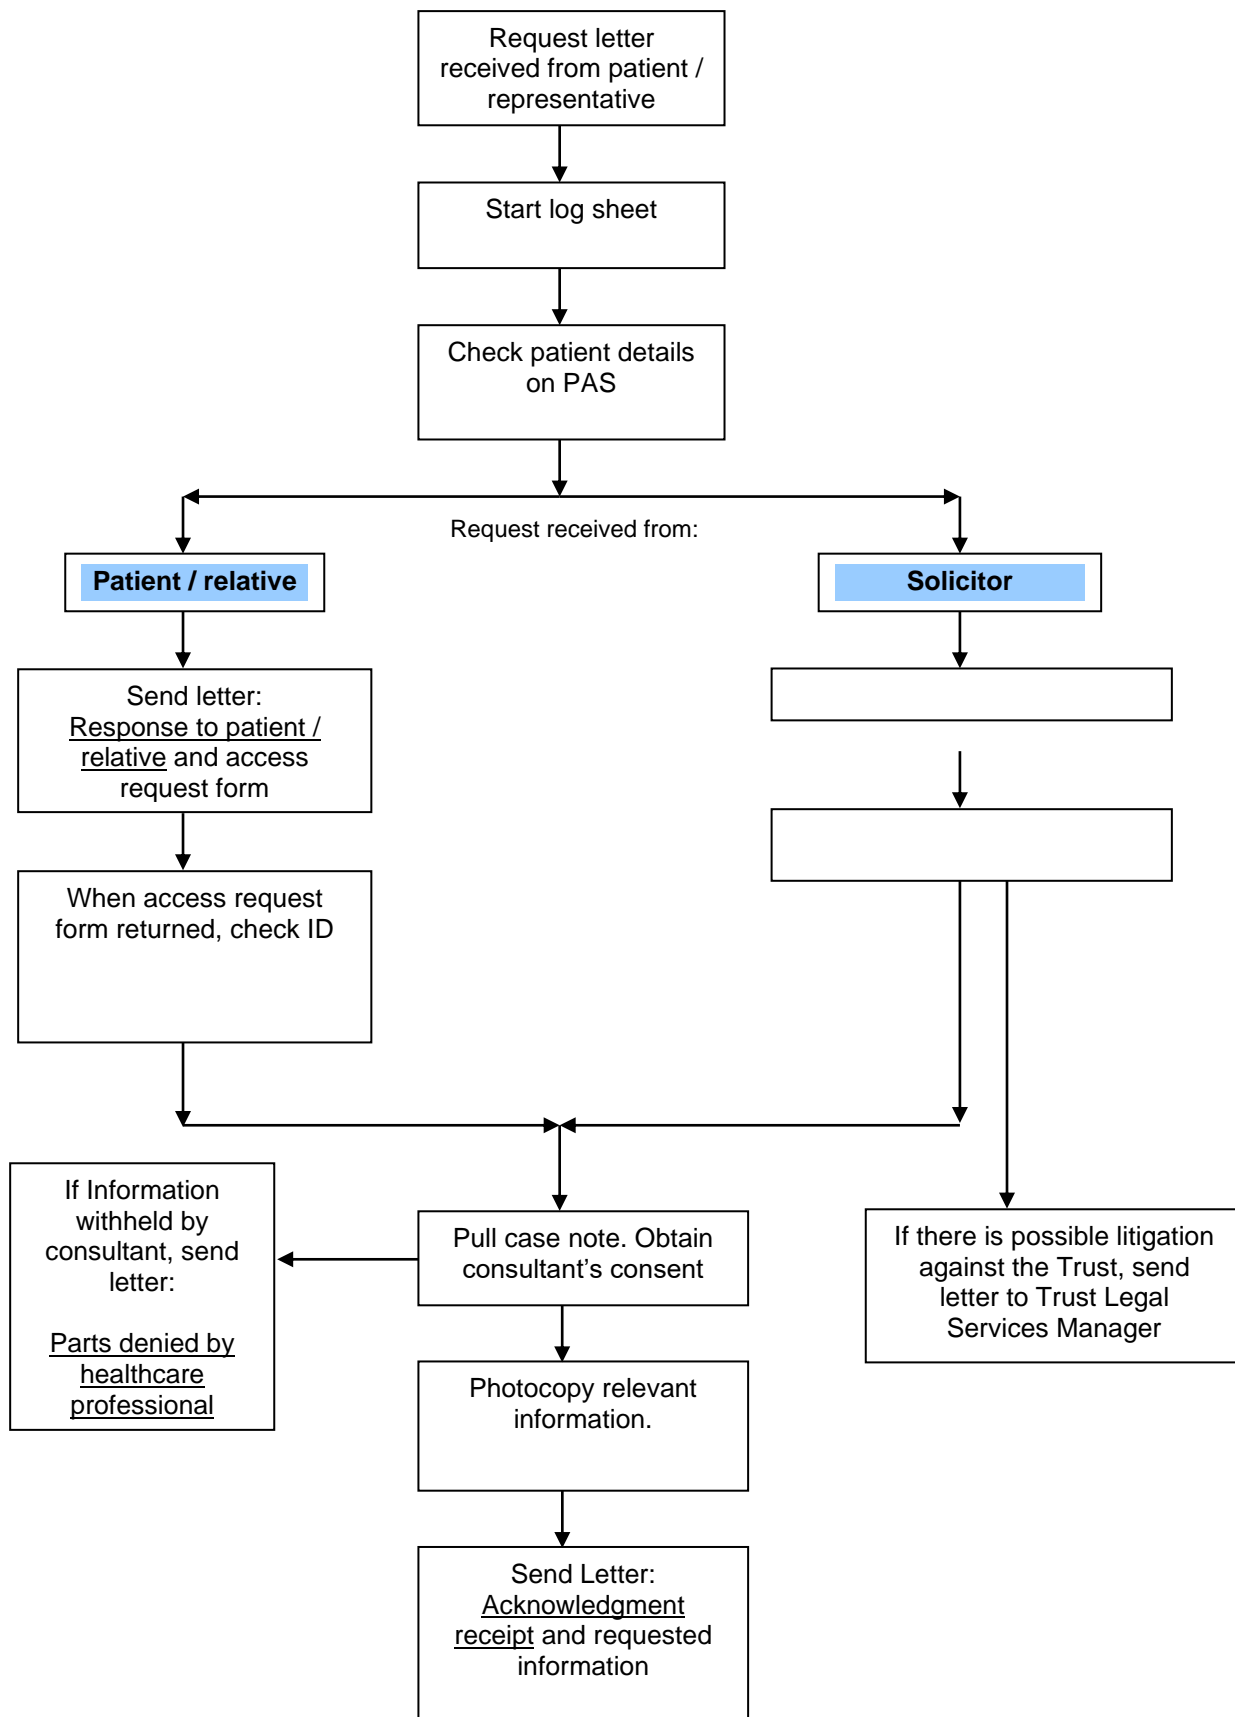 Request letter
received from patient /
representative
Start log sheet
Check patient details
on PAS
Request received from:
Patient / relative
Solicitor
Send letter:
Response to patient /
relative and access
request form
When access request
form returned, check ID
If Information
withheld by
consultant, send
letter:
Parts denied by
healthcare
professional
Pull case note. Obtain
consultant's consent
If there is possible litigation
against the Trust, send
letter to Trust Legal
Services Manager
Photocopy relevant
information.
Send Letter:
Acknowledgment
receipt and requested
information